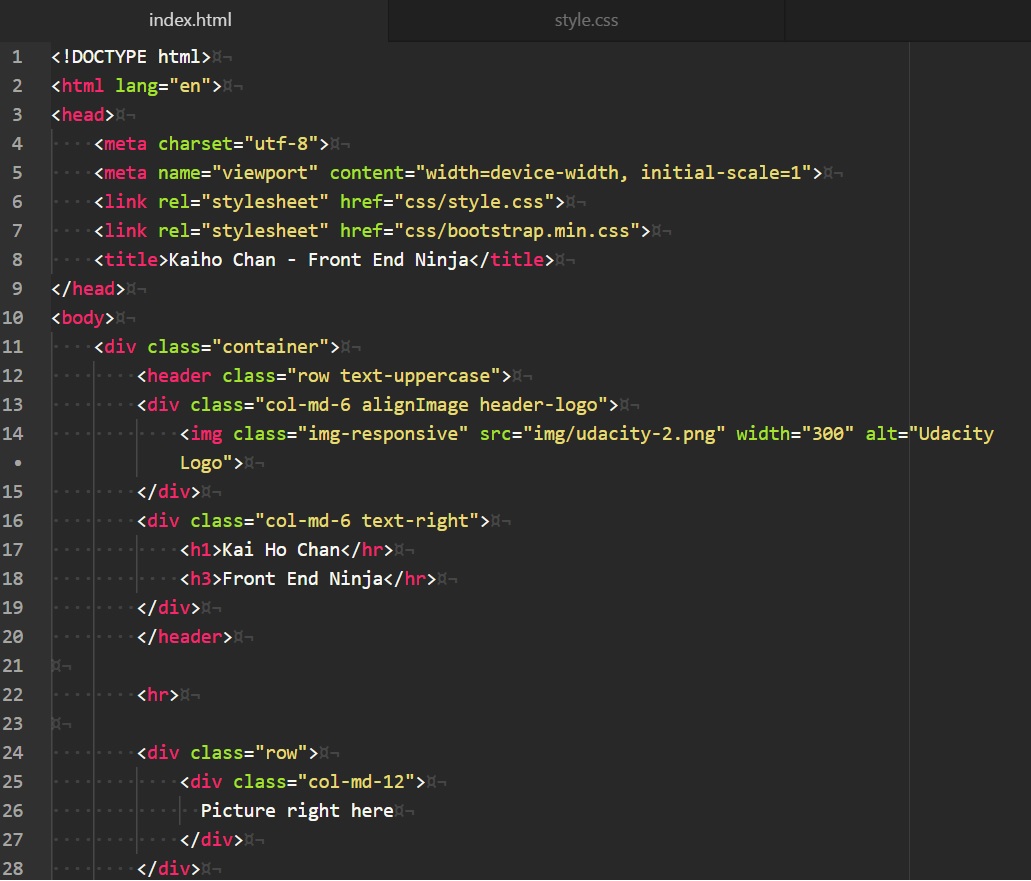 index.html style.css
1 <!DOCTYPE html>¤¬
2 <html lang="en">¤¬
3 <head>¤¬
4 ····<meta charset="utf-8">¤¬
5 ····<meta name="viewport" content="width=device-width, initial-scale=1">¤¬
6 ····<link rel="stylesheet" href="css/style.css">¤¬
7 ····<link rel="stylesheet" href="css/bootstrap.min.css">¤¬
8 ····<title>Kaiho Chan - Front End Ninja</title>¤¬
9 </head>¤¬
10 <body>¤¬
11 ····<div class="container">¤¬
12 ········<header class="row text-uppercase">¤¬
13 ········<div class="col-md-6 alignImage header-logo">¤¬
14 ············<img class="img-responsive" src="img/udacity-2.png" width="300" alt="Udacity
• Logo">¤¬
15 ········</div>¤¬
16 ········<div class="col-md-6 text-right">¤¬
17 ············<h1>Kai Ho Chan</hr>¤¬
18 ············<h3>Front End Ninja</hr>¤¬
19 ········</div>¤¬
20 ········</header>¤¬
21 ¤¬
22 ········<hr>¤¬
23 ¤¬
24 ········<div class="row">¤¬
25 ············<div class="col-md-12">¤¬
26 ··············Picture right here¤¬
27 ············</div>¤¬
28 ········</div>¤¬